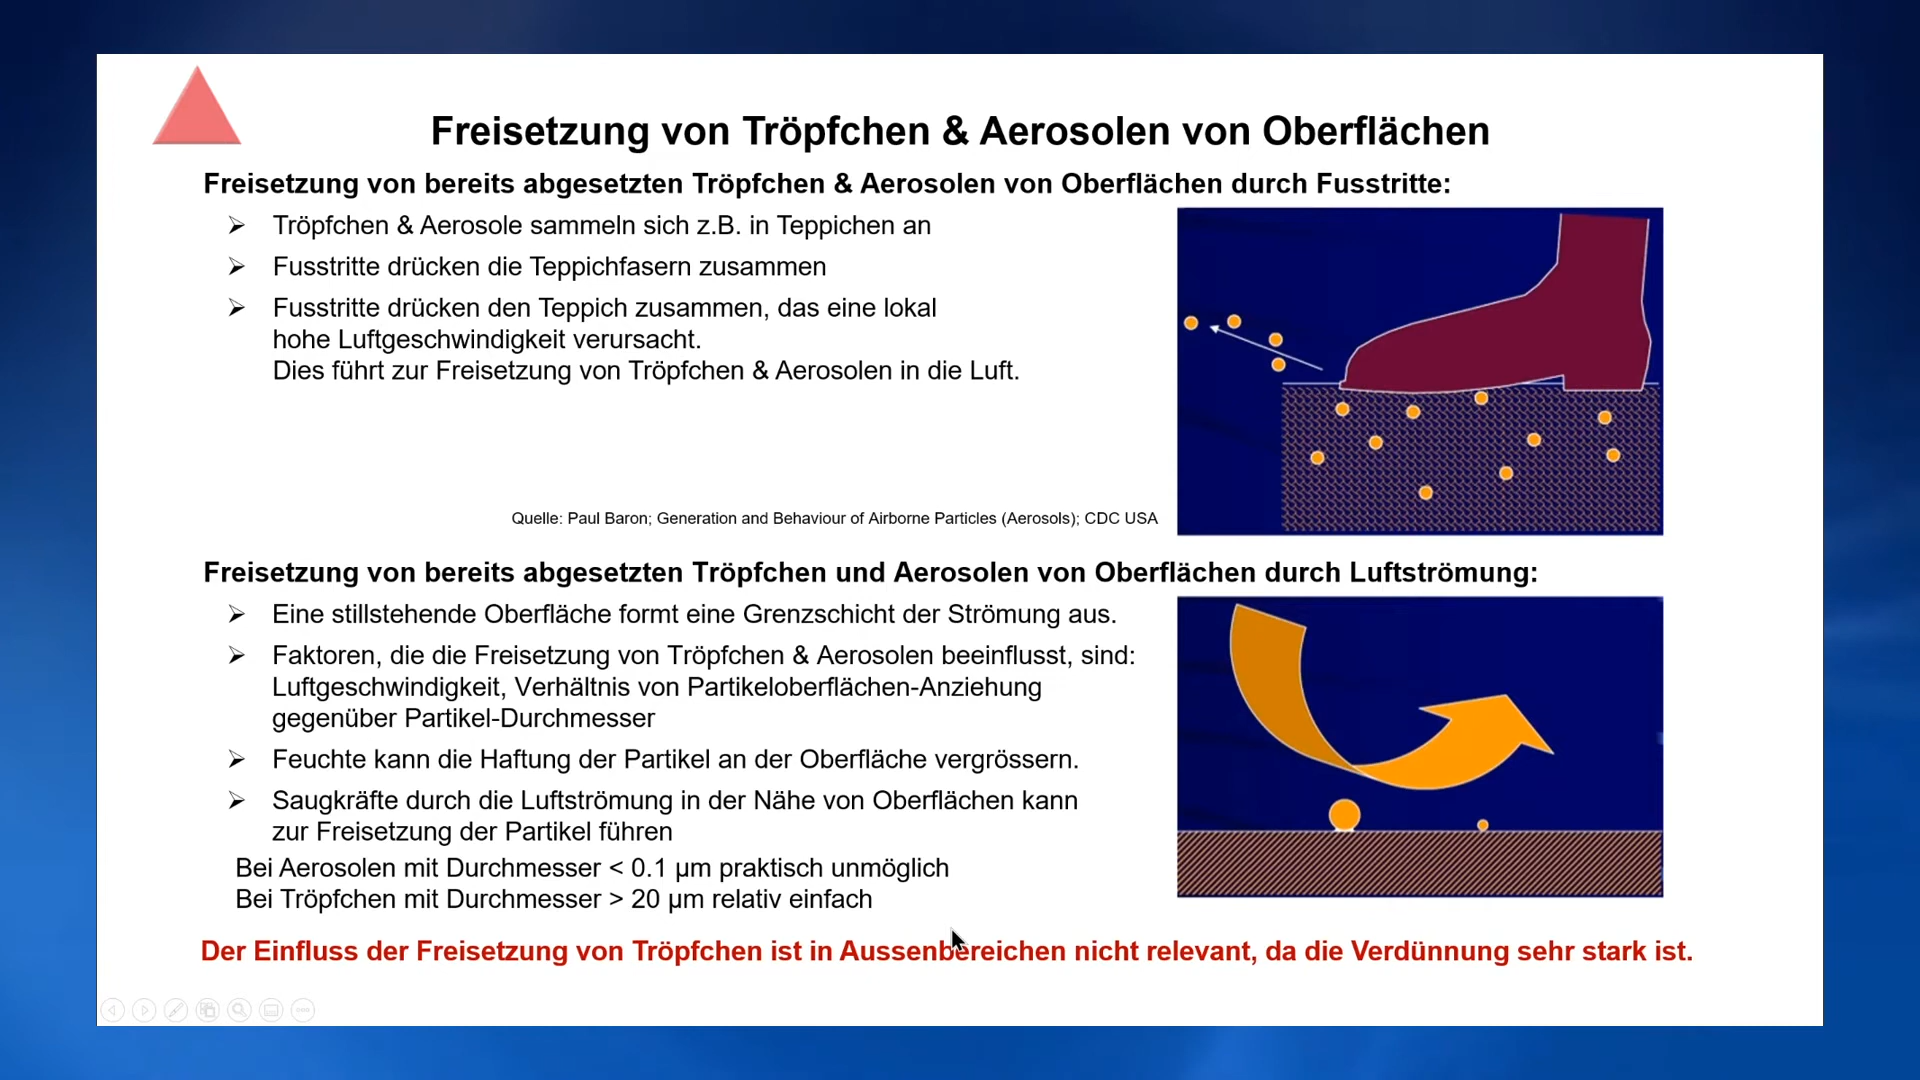 Freisetzung von Tröpfchen & Aerosolen von Oberflächen
Freisetzung von bereits abgesetzten Tröpfchen & Aerosolen von Oberflächen durch Fusstritte:
Tröpfchen & Aerosole sammeln sich z.B. in Teppichen an
Fusstritte drücken die Teppichfasern zusammen
Fusstritte drücken den Teppich zusammen, das eine lokal
hohe Luftgeschwindigkeit verursacht.
Dies führt zur Freisetzung von Tröpfchen & Aerosolen in die Luft.
Quelle: Paul Baron; Generation and Behaviour of Airborne Particles (Aerosols); CDC USA
Freisetzung von bereits abgesetzten Tröpfchen und Aerosolen von Oberflächen durch Luftströmung:
Eine stillstehende Oberfläche formt eine Grenzschicht der Strömung aus.
Faktoren, die die Freisetzung von Tröpfchen & Aerosolen beeinflusst, sind:
Luftgeschwindigkeit, Verhältnis von Partikeloberflächen-Anziehung
gegenüber Partikel-Durchmesser
Feuchte kann die Haftung der Partikel an der Oberfläche vergrössern.
Saugkräfte durch die Luftströmung in der Nähe von Oberflächen kann
zur Freisetzung der Partikel führen
Bei Aerosolen mit Durchmesser < 0.1 µm praktisch unmöglich
Bei Tröpfchen mit Durchmesser > 20 µm relativ einfach
Der Einfluss der Freisetzung von Tröpfchen ist in Aussenbereichen nicht relevant, da die Verdünnung sehr stark ist.